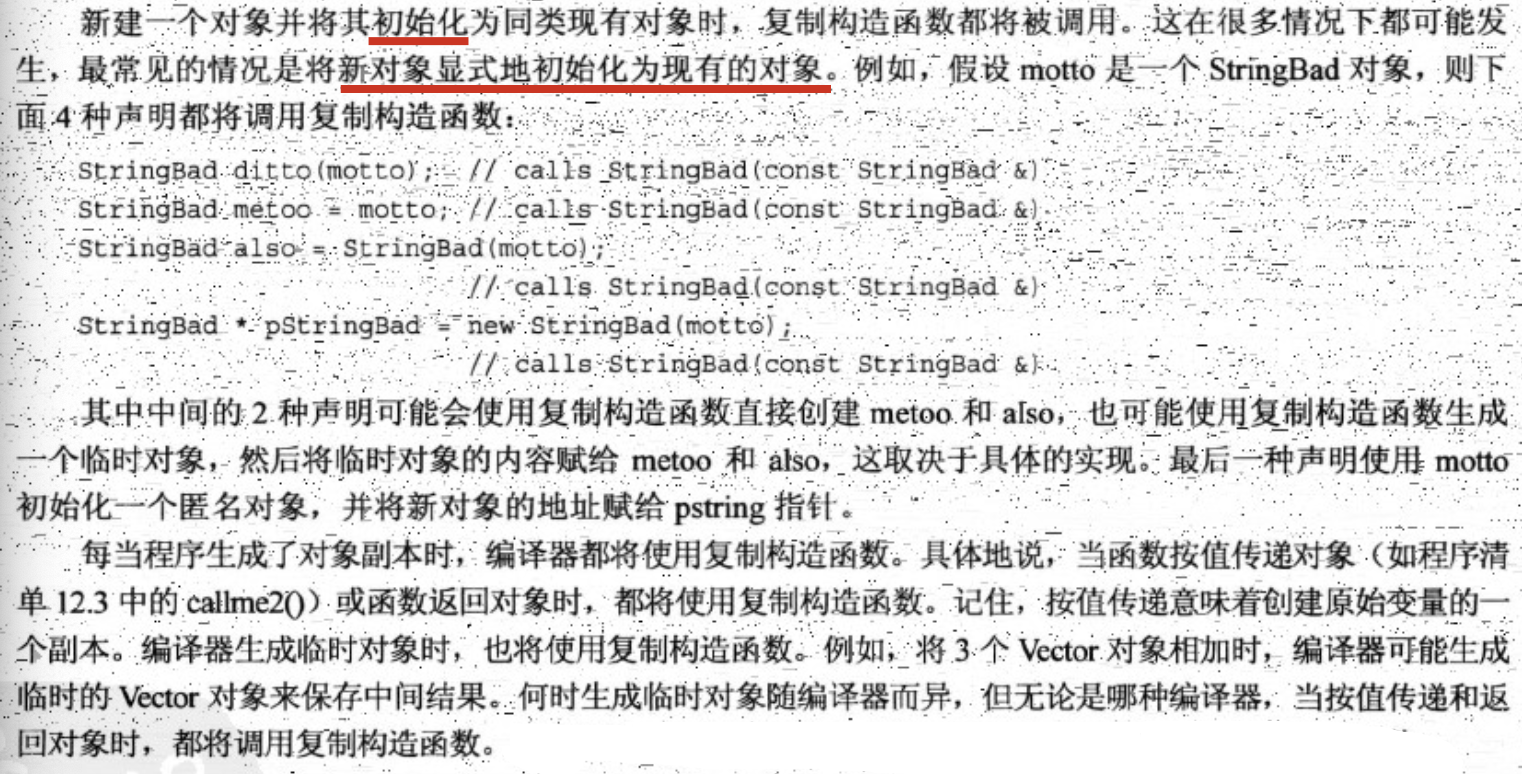 新建一个对象并将其初始化为同类现有对象时，复制构造函数都将被调用。这在很多情况下都可能发
生，最常见的情况是将新对象显式地初始化为现有的对象。例如，假设 motto 是一个 StringBad 对象，则下
面 4 种声明都将调用复制构造函数：
StringBad ditto(motto); // calls StringBad(const StringBad &)
StringBad metoo = motto; // calls StringBad(const StringBad &)
StringBad also = StringBad(motto);
// calls StringBad(const StringBad &)
StringBad * pStringBad = new StringBad(motto);
// calls StringBad(const StringBad &)
其中中间的 2 种声明可能会使用复制构造函数直接创建 metoo 和 also，也可能使用复制构造函数生成
一个临时对象，然后将临时对象的内容赋给 metoo 和 also，这取决于具体的实现。最后一种声明使用 motto
初始化一个匿名对象，并将新对象的地址赋给 pstring 指针。
每当程序生成了对象副本时，编译器都将使用复制构造函数。具体地说，当函数按值传递对象（如程序清
单 12.3 中的 callme2()）或函数返回对象时，都将使用复制构造函数。记住，按值传递意味着创建原始变量的一
个副本。编译器生成临时对象时，也将使用复制构造函数。例如，将 3 个 Vector 对象相加时，编译器可能生成
临时的 Vector 对象来保存中间结果。何时生成临时对象随编译器而异，但无论是哪种编译器，当按值传递和返
回对象时，都将调用复制构造函数。